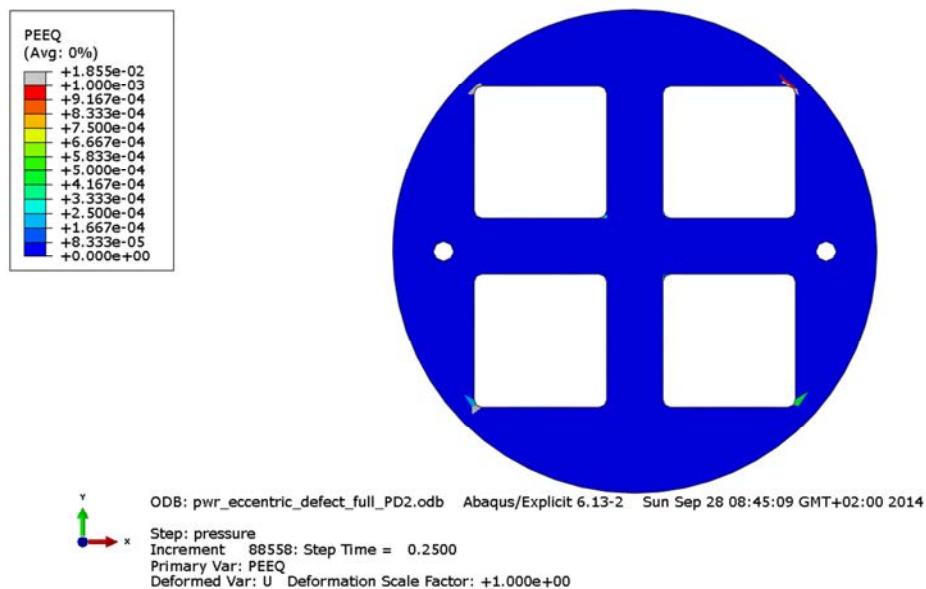 PEEQ
(Avg: 0%)
+1.855e-02
+1.000e-03
+9.167e-04
+8.333e-04
+7.500e-04
+6.667e-04
+5.833e-04
+5.000e-04
+4.167e-04
+3.333e-04
+2.500e-04
+1.667e-04
+8.333e-05
+0.000e+00
Y
X
ODB: pwr_eccentric_defect_full_PD2.odb Abaqus/Explicit 6.13-2 Sun Sep 28 08:45:09 GMT+02:00 2014
Step: pressure
Increment 88558: Step Time = 0.2500
Primary Var: PEEQ
Deformed Var: U Deformation Scale Factor: +1.000e+00